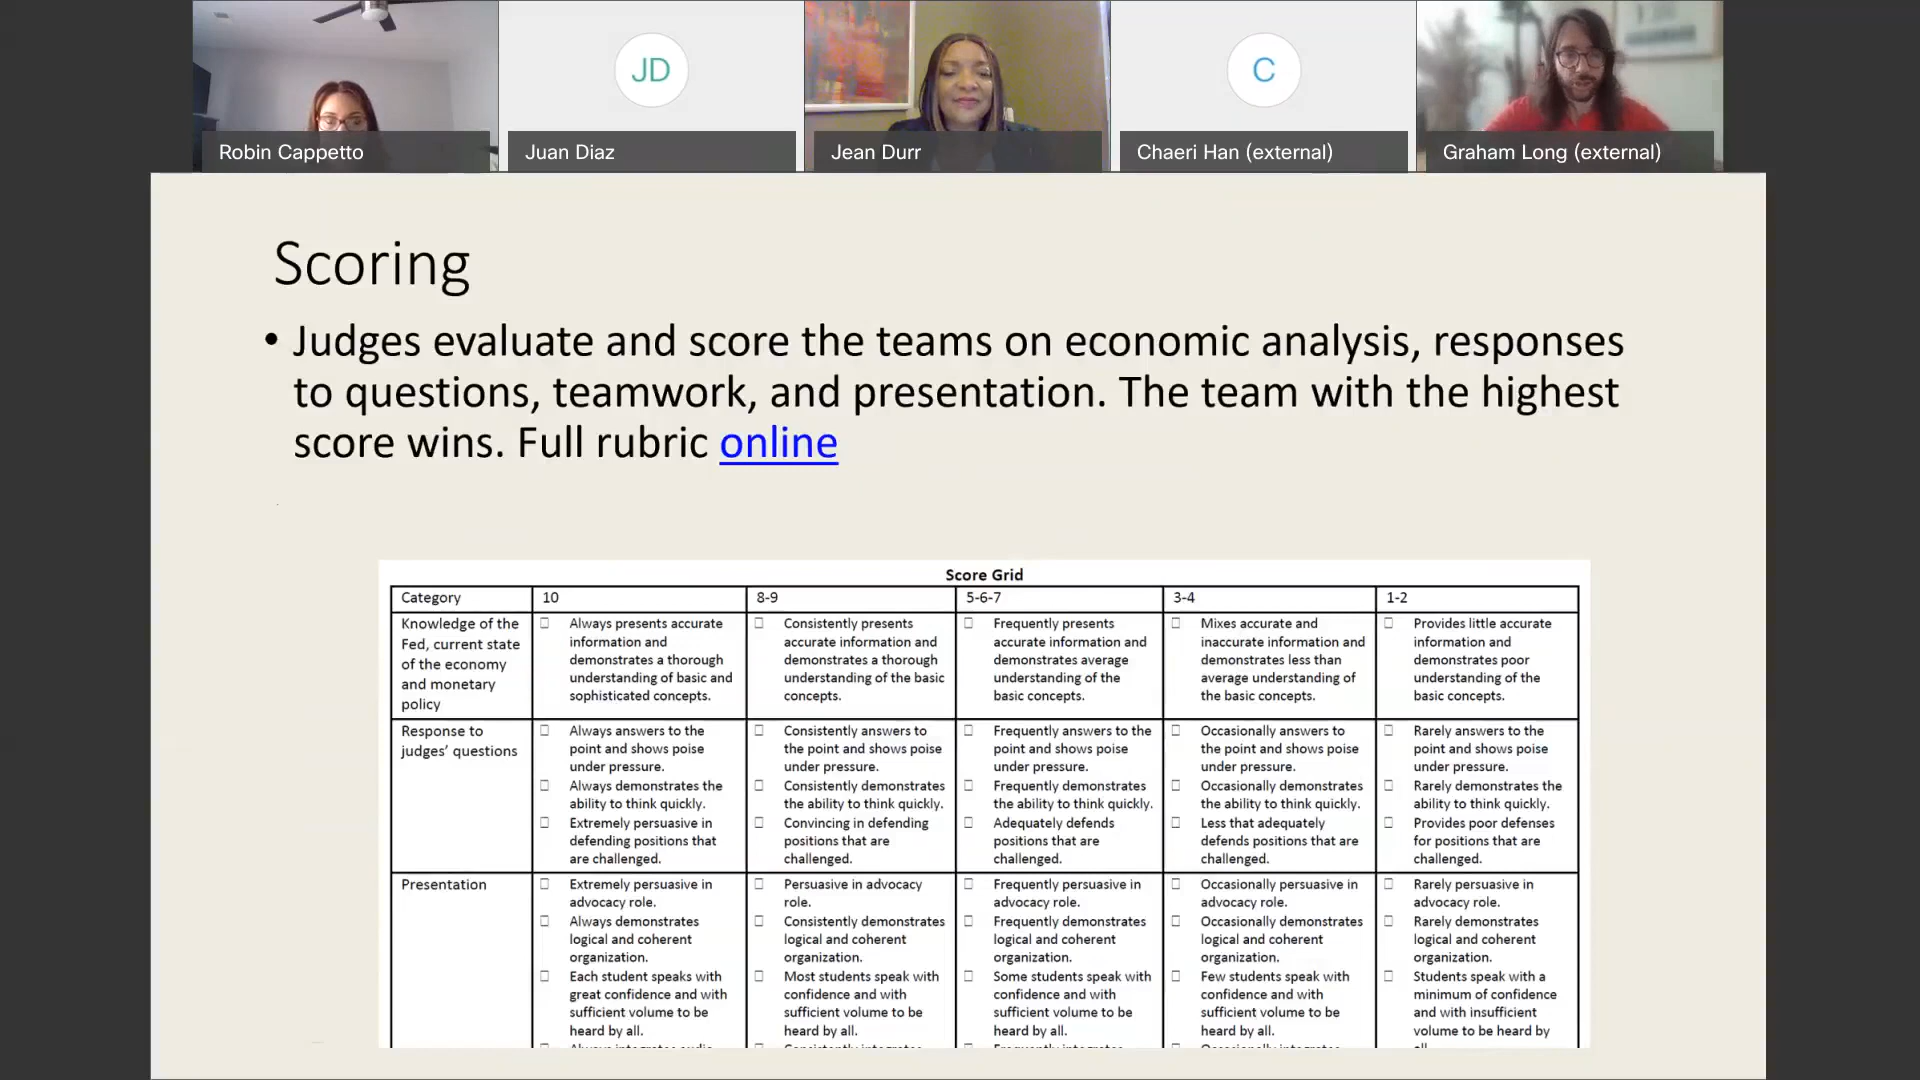 JD
C
Robin Cappetto
Juan Diaz
Jean Durr
Chaeri Han (external)
Graham Long (external)
Scoring
• Judges evaluate and score the teams on economic analysis, responses
to questions, teamwork, and presentation. The team with the highest
score wins. Full rubric online
Score Grid
Category
10
8-9
5-6-7
3-4
1-2
Knowledge of the
Fed, current state
of the economy
and monetary
policy
Always presents accurate
information and
demonstrates a thorough
understanding of basic and
sophisticated concepts.
Consistently presents
accurate information and
demonstrates a thorough
understanding of the basic
concepts.
Frequently presents
accurate information and
demonstrates average
understanding of the
basic concepts.
Mixes accurate and
inaccurate information and
demonstrates less than
average understanding of
the basic concepts.
Provides little accurate
information and
demonstrates poor
understanding of the
basic concepts.
Response to
judges’ questions
Always answers to the
point and shows poise
under pressure.
Always demonstrates the
ability to think quickly.
Extremely persuasive in
defending positions that
are challenged.
Consistently answers to
the point and shows poise
under pressure.
Consistently demonstrates
the ability to think quickly.
Convincing in defending
positions that are
challenged.
Frequently answers to the
point and shows poise
under pressure.
Frequently demonstrates
the ability to think quickly.
Adequately defends
positions that are
challenged.
Occasionally answers to
the point and shows poise
under pressure.
Occasionally demonstrates
the ability to think quickly.
Less that adequately
defends positions that are
challenged.
Rarely answers to the
point and shows poise
under pressure.
Rarely demonstrates the
ability to think quickly.
Provides poor defenses
for positions that are
challenged.
Presentation
Extremely persuasive in
advocacy role.
Always demonstrates
logical and coherent
organization.
Each student speaks with
great confidence and with
sufficient volume to be
heard by all.
Persuasive in advocacy
role.
Consistently demonstrates
logical and coherent
organization.
Most students speak with
confidence and with
sufficient volume to be
heard by all.
Frequently persuasive in
advocacy role.
Frequently demonstrates
logical and coherent
organization.
Some students speak with
confidence and with
sufficient volume to be
heard by all.
Occasionally persuasive in
advocacy role.
Occasionally demonstrates
logical and coherent
organization.
Few students speak with
confidence and with
sufficient volume to be
heard by all.
Rarely persuasive in
advocacy role.
Rarely demonstrates
logical and coherent
organization.
Students speak with a
minimum of confidence
and with insufficient
volume to be heard by